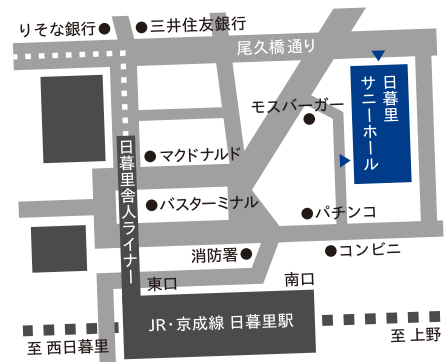 りそな銀行
三井住友銀行
尾久橋通り
日暮里
サニーホール
モスバーガー
マクドナルド
日暮里舎人ライナー
バスターミナル
パチンコ
消防署
コンビニ
東口
南口
JR・京成線 日暮里駅
至 西日暮里
至 上野